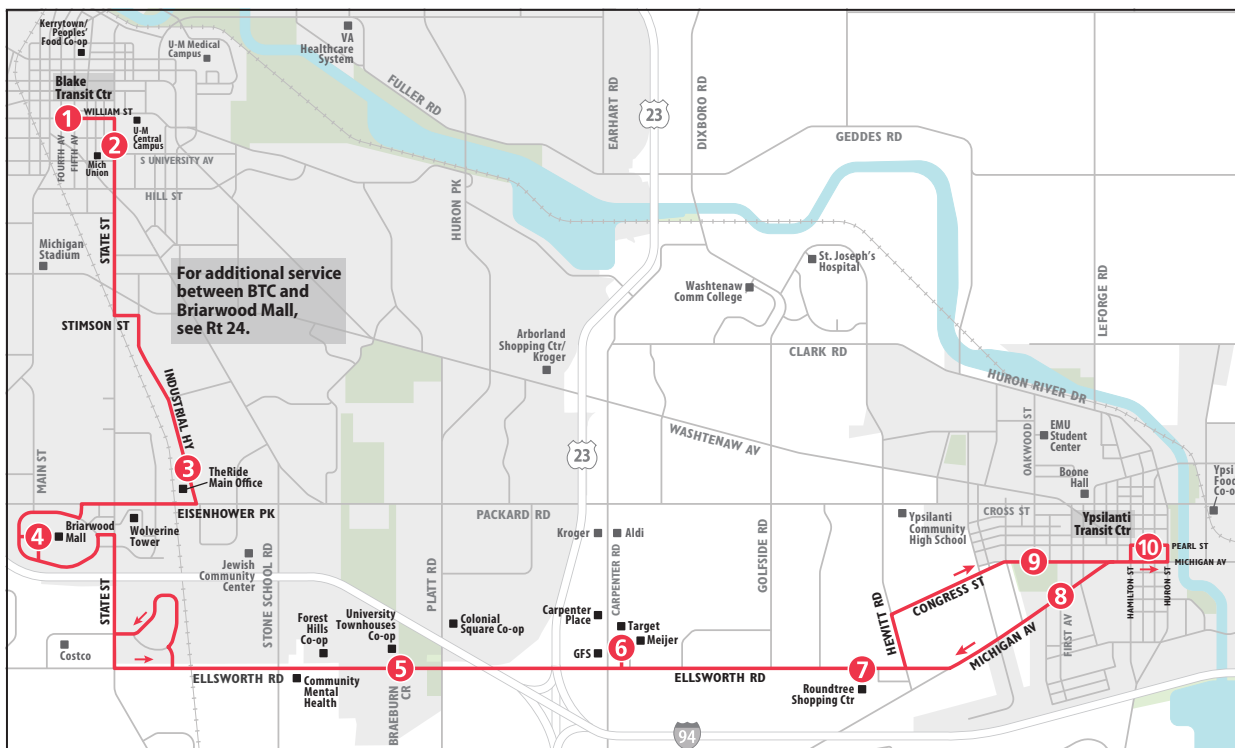 Kerrytown/
Peoples'
Food Co-op
U-M Medical
Campus
VA
Healthcare
System
FULLER RD
EARHART RD
23
DIXBORO RD
GEDDES RD
Blake
Transit Ctr
1
WILLIAM ST
2
U-M
Central
Campus
Mich
Union
FOURTH AV
FIFTH AV
S UNIVERSITY AV
HILL ST
HURON PK
STATE ST
Michigan
Stadium
For additional service
between BTC and
Briarwood Mall,
see Rt 24.
St. Joseph's
Hospital
Washtenaw
Comm College
LEFORGE RD
STIMSON ST
Arborland
Shopping Ctr/
Kroger
CLARK RD
HURON RIVER DR
INDUSTRIAL HY
WASHTENAW AV
23
OAKWOOD ST
EMU
Student
Center
MAIN ST
3
TheRide
Main Office
Boone
Hall
Ypsi
Food
Co-o
EISENHOWER PK
PACKARD RD
CROSS ST
4
Briarwood
Mall
Wolverine
Tower
Kroger
Aldi
Ypsilanti
Community
High School
Ypsilanti
Transit Ctr
10
PEARL ST
MICHIGAN AV
Jewish
Community
Center
STONE SCHOOL RD
PLATT RD
CARPENTER RD
GOLFSIDE RD
9
CONGRESS ST
HEWITT RD
8
MICHIGAN AV
FIRST AV
HAMILTON ST
HURON ST
STATE ST
Costco
Forest
Hills
Co-op
University
Townhouses
Co-op
Colonial
Square Co-op
Carpenter
Place
Target
Meijer
GFS
6
5
7
ELLSWORTH RD
Community
Mental
Health
BRAEBURN
CR
ELLSWORTH RD
Roundtree
Shopping Ctr
94